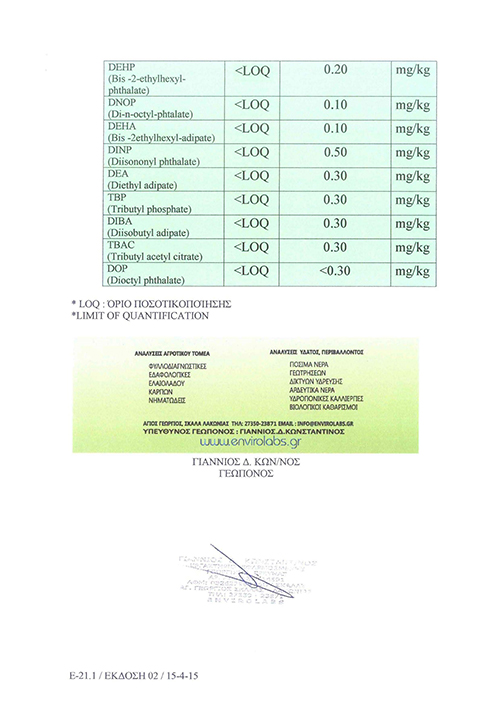 DEHP <LOQ 0.20 mg/kg
(Bis -2-ethylhexyl-
phthalate)
DNOP <LOQ 0.10 mg/kg
(Di-n-octyl-phtalate)
DEHA <LOQ 0.10 mg/kg
(Bis -2ethylhexyl-adipate)
DINP <LOQ 0.50 mg/kg
(Diisononyl phthalate)
DEA <LOQ 0.30 mg/kg
(Diethyl adipate)
TBP <LOQ 0.30 mg/kg
(Tributyl phosphate)
DIBA <LOQ 0.30 mg/kg
(Diisobutyl adipate)
TBAC <LOQ 0.30 mg/kg
(Tributyl acetyl citrate)
DOP <LOQ <0.30 mg/kg
(Dioctyl phthalate)
* LOQ : ΌΡΙΟ ΠΟΣΟΤΙΚΟΠΟΊΗΣΗΣ
*LIMIT OF QUANTIFICATION
ΑΝΑΛΥΣΕΙΣ ΑΓΡΟΤΙΚΟΥ ΤΟΜΕΑ
ΦΥΛΛΟΔΙΑΓΝΩΣΤΙΚΕΣ
ΕΔΑΦΟΛΟΓΙΚΕΣ
ΕΛΑΙΟΛΑΔΟΥ
ΚΑΡΠΩΝ
ΝΗΜΑΤΩΔΕΙΣ
ΑΝΑΛΥΣΕΙΣ ΥΔΑΤΟΣ, ΠΕΡΙΒΑΛΛΟΝΤΟΣ
ΠΟΣΙΜΑ ΝΕΡΑ
ΓΕΩΤΡΗΣΕΩΝ
ΔΙΚΤΥΩΝ ΥΔΡΕΥΣΗΣ
ΑΡΔΕΥΤΙΚΑ ΝΕΡΑ
ΥΔΡΟΠΟΝΙΚΕΣ ΚΑΛΛΙΕΡΓΙΕΣ
ΒΙΟΛΟΓΙΚΟΙ ΚΑΘΑΡΙΣΜΟΙ
ΑΓΙΟΣ ΓΕΩΡΓΙΟΣ, ΣΚΑΛΑ ΛΑΚΩΝΙΑΣ ΤΗΛ: 27350-23871 EMAIL : INFO@ENVIROLABS.GR
ΥΠΕΥΘΥΝΟΣ ΓΕΩΠΟΝΟΣ : ΓΙΑΝΝΙΟΣ.Δ.ΚΩΝΣΤΑΝΤΙΝΟΣ
www.envirolabs.gr
ΓΙΑΝΝΙΟΣ Δ. ΚΩΝ/ΝΟΣ
ΓΕΩΠΟΝΟΣ
ENVIROLABS
E-21.1 / ΕΚΔΟΣΗ 02 / 15-4-15